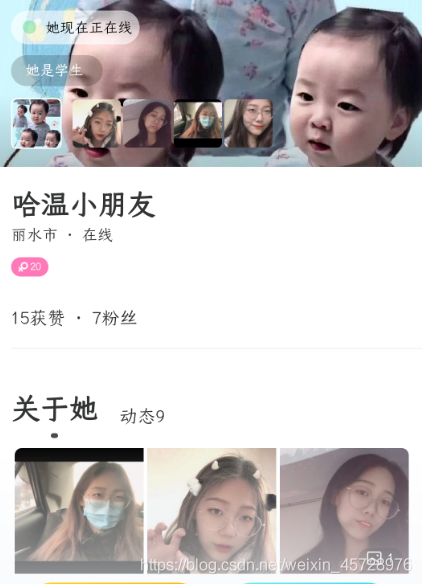 她现在正在线
她是学生
哈温小朋友
丽水市 · 在线
20
15获赞 · 7粉丝
关于她 动态9
1
https://blog.csdn.net/weixin_45728976